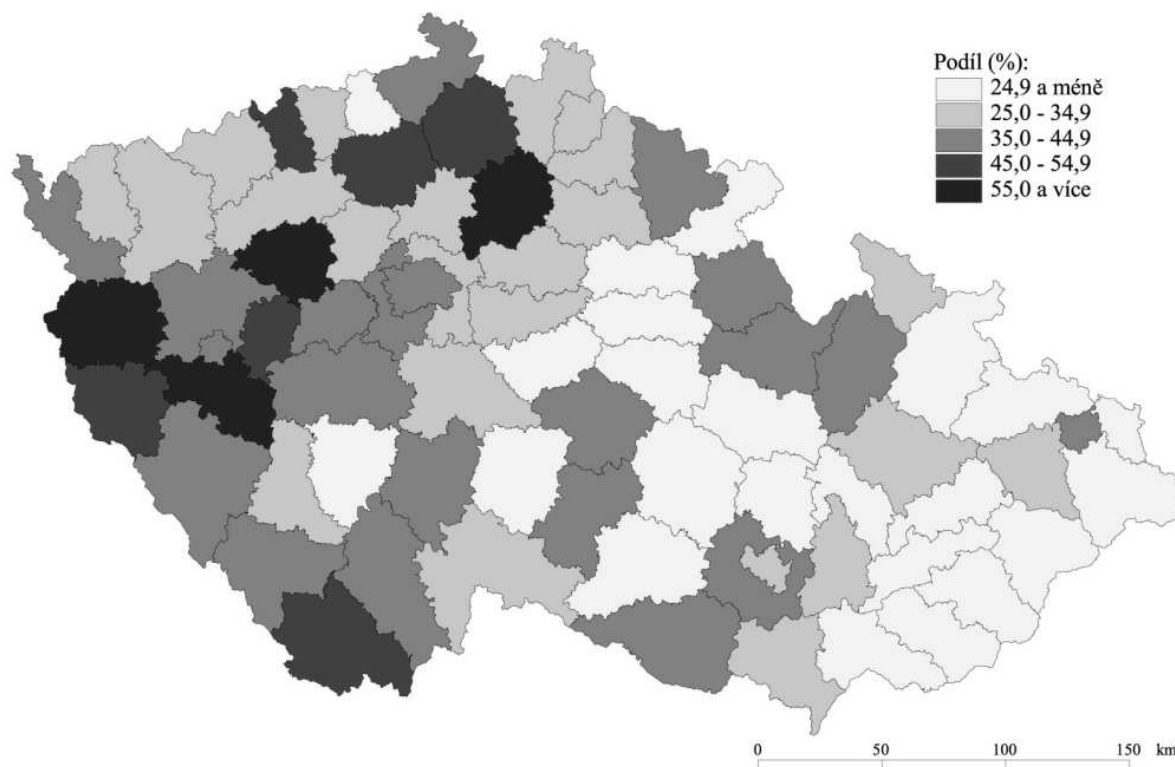 Podíl (%):
24,9 a méně
25,0 - 34,9
35,0 - 44,9
45,0 - 54,9
55,0 a více
0 50 100 150 km